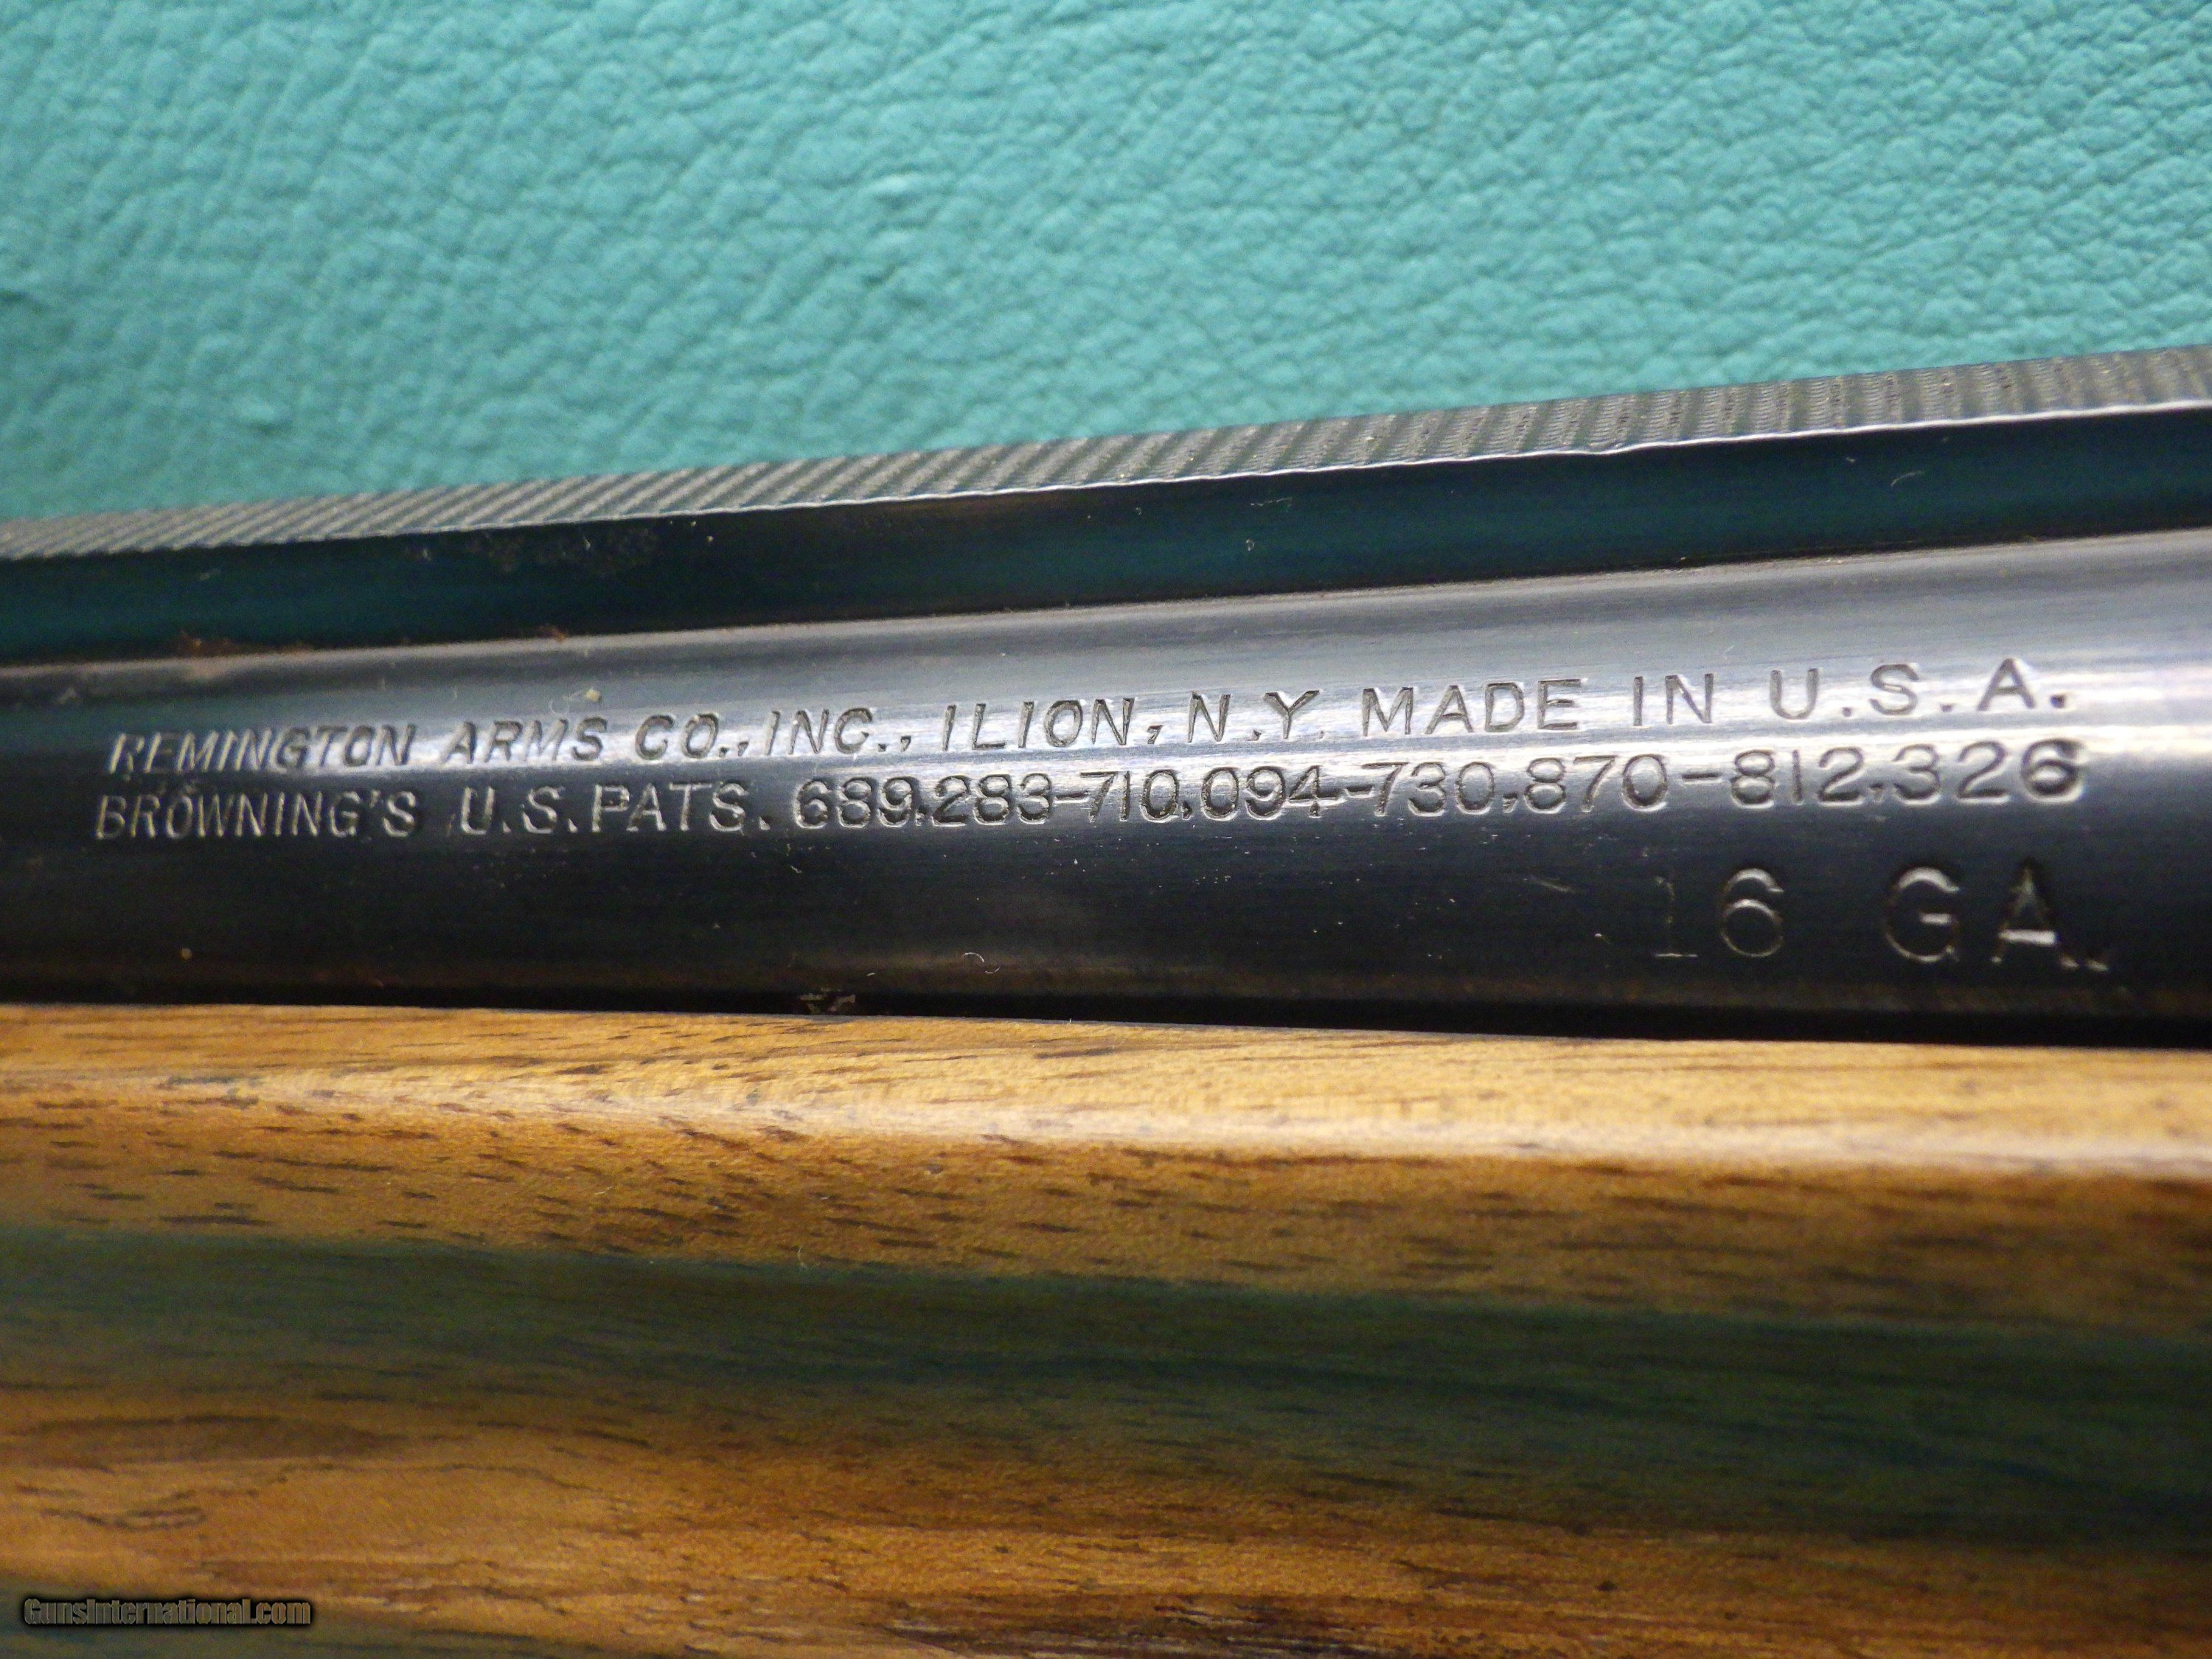 REMINGTON ARMS CO., INC., ILION, N.Y. MADE IN U.S.A.
BROWNING'S U.S. PATS. 689,283-710,094-730,870-812,326
16 GA.
GunsInternational.com